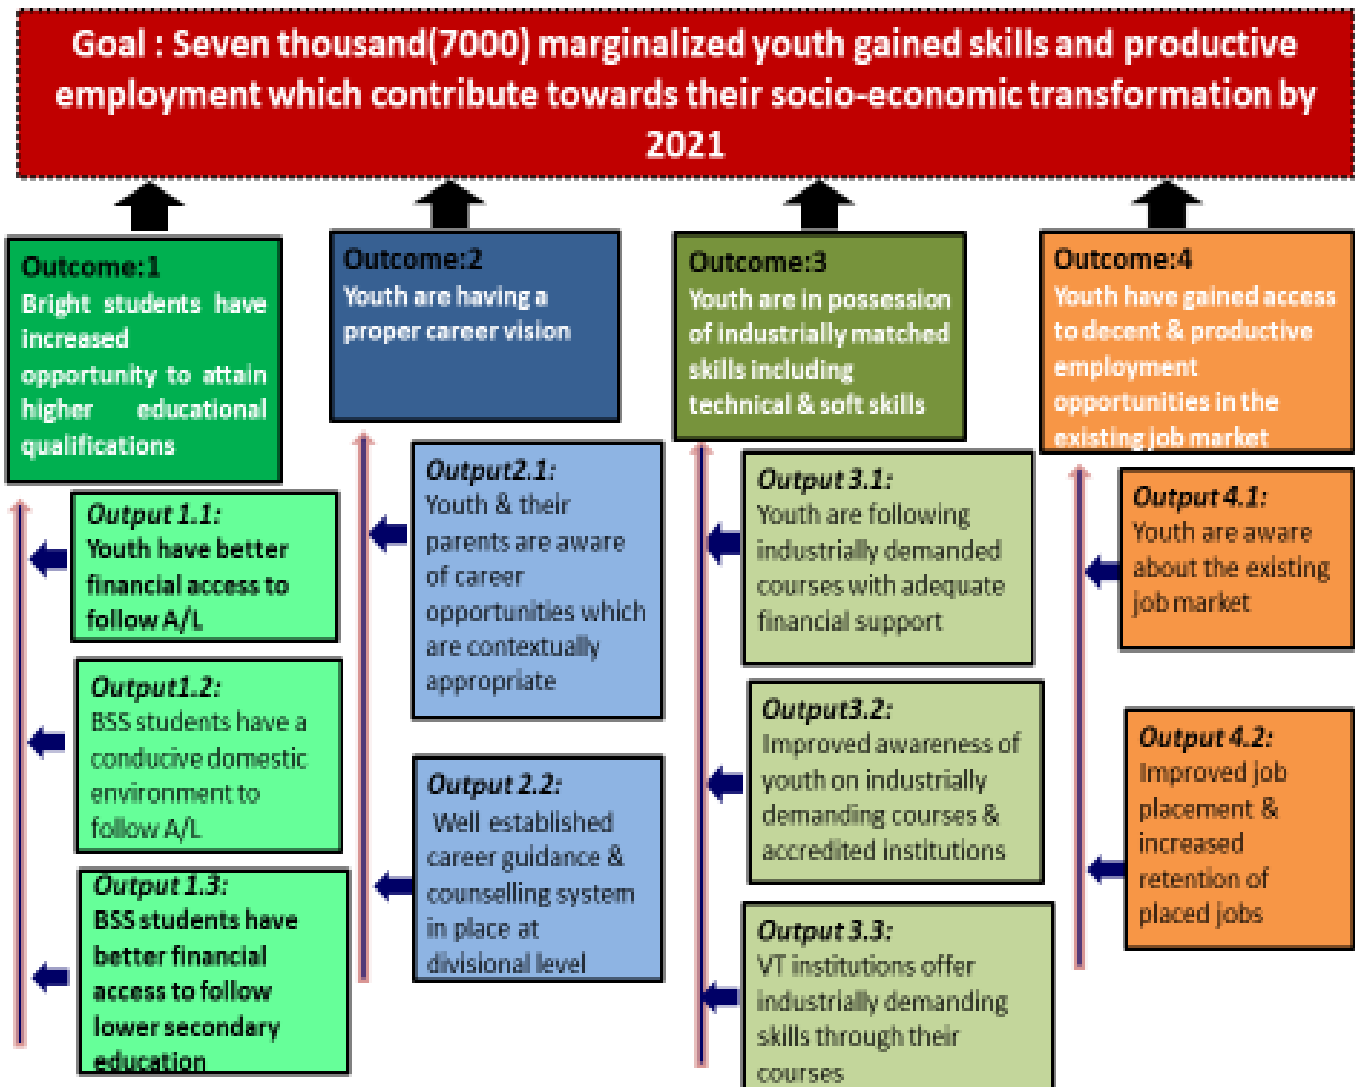 Goal : Seven thousand(7000) marginalized youth gained skills and productive
employment which contribute towards their socio-economic transformation by
2021
Outcome:1
Bright students have
increased
opportunity to attain
higher educational
qualifications
Output 1.1:
Youth have better
financial access to
follow A/L
Output1.2:
BSS students have a
conducive domestic
environment to
follow A/L
Output 1.3:
BSS students have
better financial
access to follow
lower secondary
education
Outcome:2
Youth are having a
proper career vision
Output2.1:
Youth & their
parents are aware
of career
opportunities which
are contextually
appropriate
Output 2.2:
Well established
career guidance &
counselling system
in place at
divisional level
Outcome:3
Youth are in possession
of industrially matched
skills including
technical & soft skills
Output 3.1:
Youth are following
industrially demanded
courses with adequate
financial support
Output3.2:
Improved awareness of
youth on industrially
demanding courses &
accredited institutions
Output 3.3:
VT institutions offer
industrially demanding
skills through their
courses
Outcome:4
Youth have gained access
to decent & productive
employment
opportunities in the
existing job market
Output 4.1:
Youth are aware
about the existing
job market
Output 4.2:
Improved job
placement &
increased
retention of
placed jobs